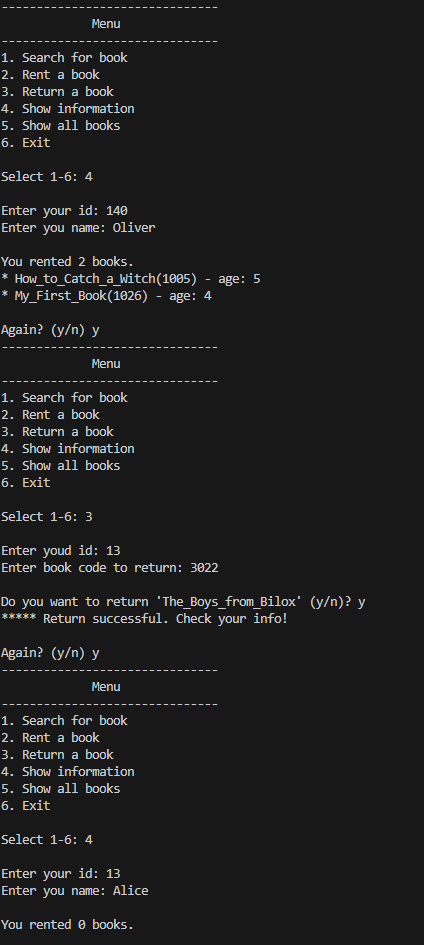 ------------------------------
Menu
------------------------------
1. Search for book
2. Rent a book
3. Return a book
4. Show information
5. Show all books
6. Exit
Select 1-6: 4
Enter your id: 140
Enter you name: Oliver
You rented 2 books.
* How_to_Catch_a_Witch(1005) - age: 5
* My_First_Book(1026) - age: 4
Again? (y/n) y
------------------------------
Menu
------------------------------
1. Search for book
2. Rent a book
3. Return a book
4. Show information
5. Show all books
6. Exit
Select 1-6: 3
Enter youd id: 13
Enter book code to return: 3022
Do you want to return 'The_Boys_from_Bilox' (y/n)? y
***** Return successful. Check your info!
Again? (y/n) y
------------------------------
Menu
------------------------------
1. Search for book
2. Rent a book
3. Return a book
4. Show information
5. Show all books
6. Exit
Select 1-6: 4
Enter your id: 13
Enter you name: Alice
You rented 0 books.